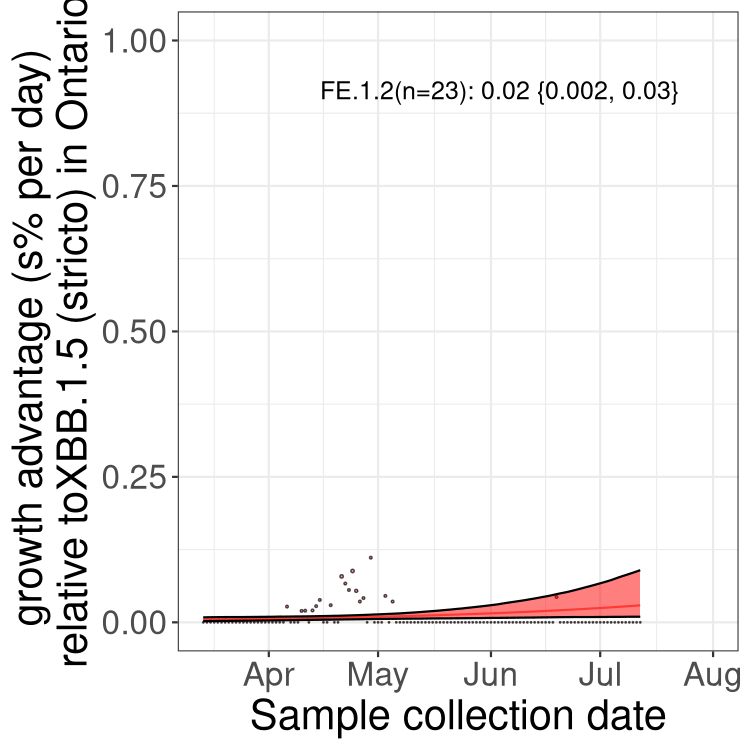 growth advantage (s% per day)
relative toXBB.1.5 (stricto) in Ontario
1.00
FE.1.2(n=23): 0.02 {0.002, 0.03}
0.75
0.50
0.25
0.00
Apr May Jun Jul Aug
Sample collection date